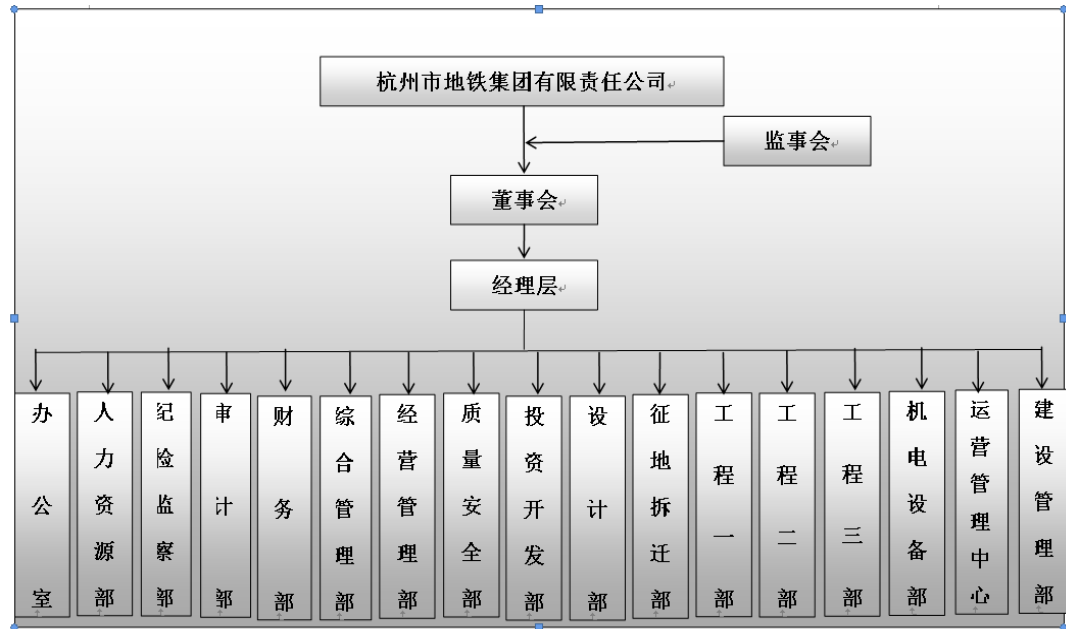 杭州市地铁集团有限责任公司
监事会
董事会
经理层
办公室
人力资源部
纪检监察部
审计部
财务部
综合管理部
经营管理部
质量安全部
投资开发部
设计部
征地拆迁部
工程一部
工程二部
工程三部
机电设备部
运营管理中心
建设管理部